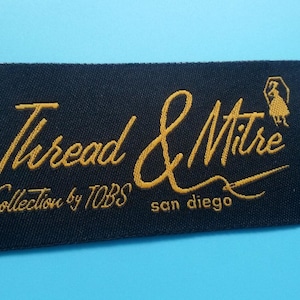 Thread & Mitre
Collection by TOBS
san diego